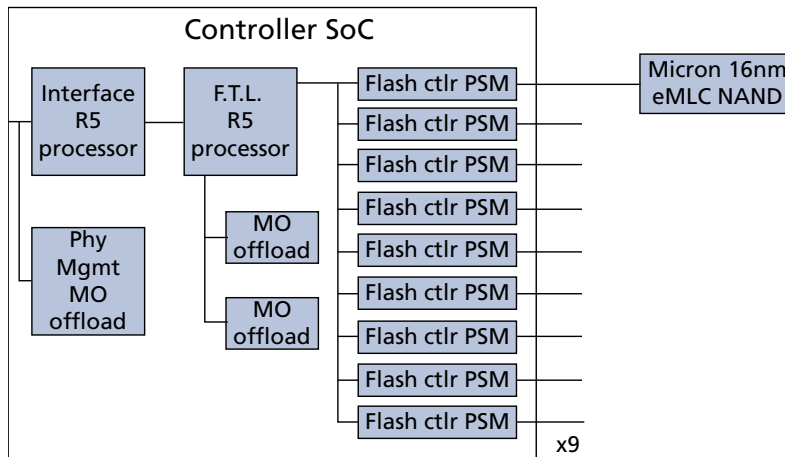 Controller SoC
Interface
R5
processor
F.T.L.
R5
processor
Phy
Mgmt
MO
offload
MO
offload
MO
offload
Flash ctlr PSM
Flash ctlr PSM
Flash ctlr PSM
Flash ctlr PSM
Flash ctlr PSM
Flash ctlr PSM
Flash ctlr PSM
Flash ctlr PSM
Flash ctlr PSM
x9
Micron 16nm
eMLC NAND